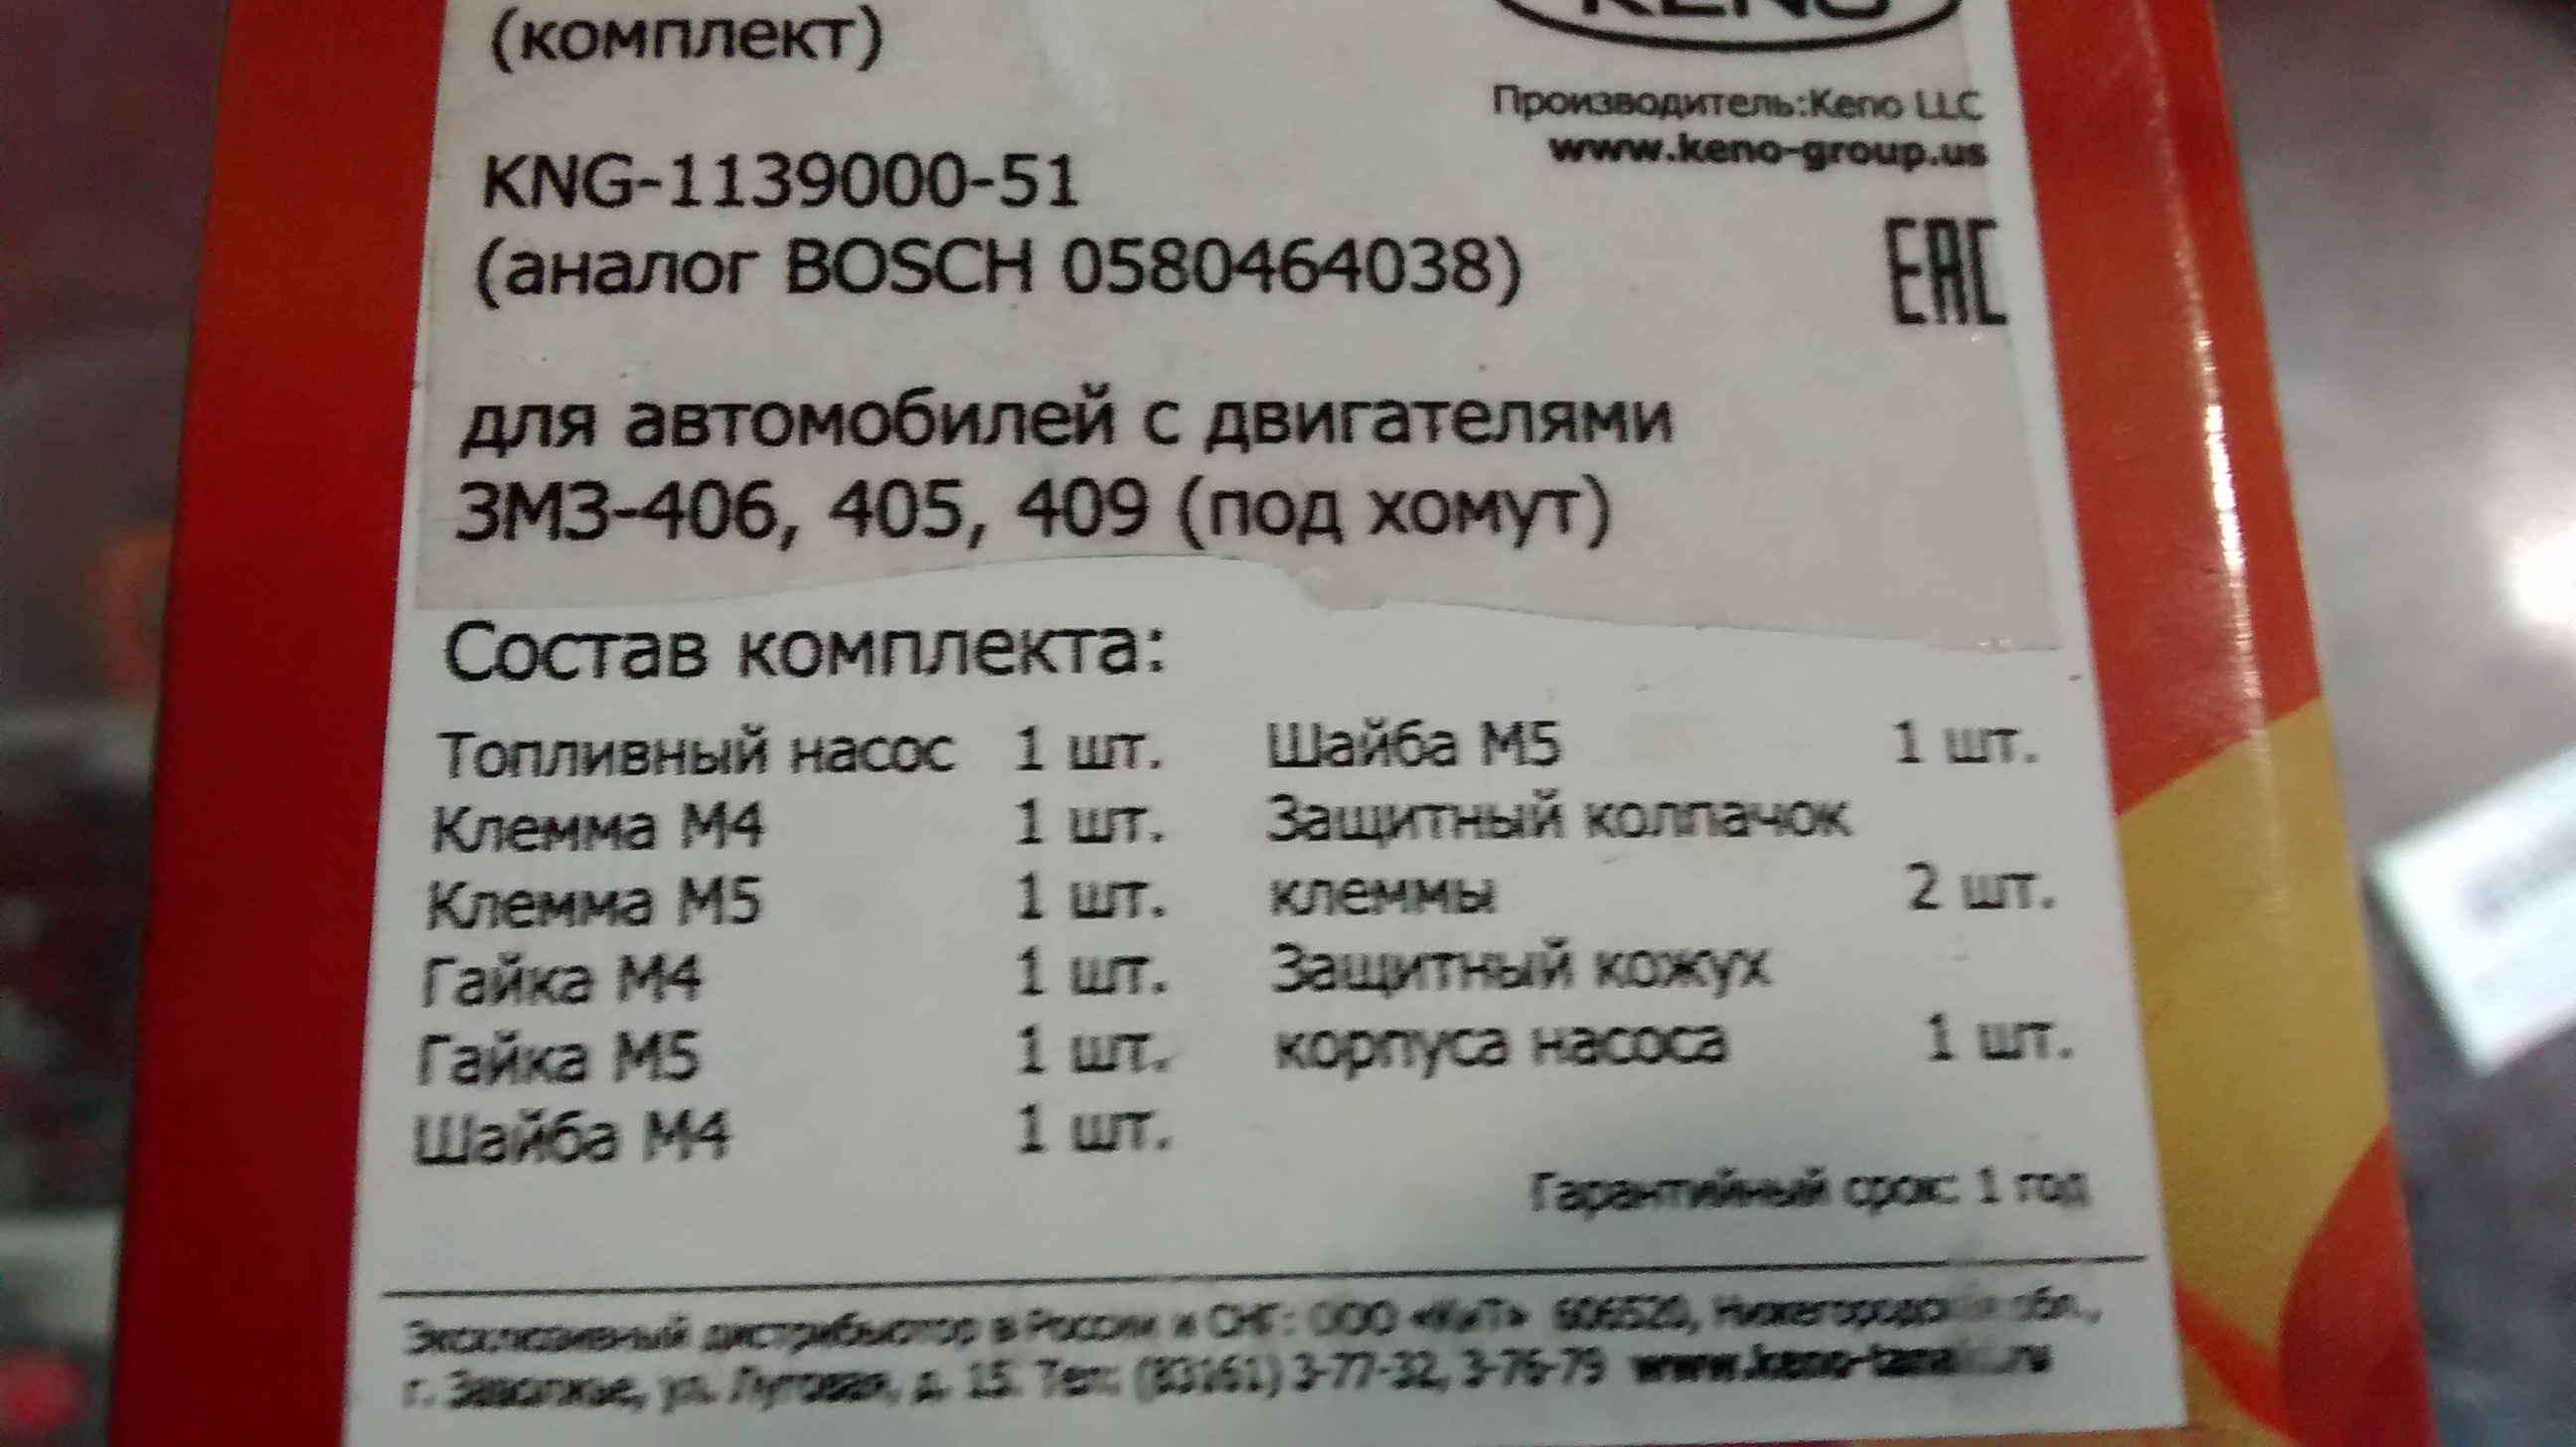 (комплект)
KENO
Производитель:Keno LLC
www.keno-group.us
KNG-1139000-51
(аналог BOSCH 0580464038)
EAC
для автомобилей с двигателями
ЗМЗ-406, 405, 409 (под хомут)
Состав комплекта:
Топливный насос 1 шт.
Клемма М4 1 шт.
Клемма М5 1 шт.
Гайка М4 1 шт.
Гайка М5 1 шт.
Шайба М4 1 шт.
Шайба М5 1 шт.
Защитный колпачок
клеммы 2 шт.
Защитный кожух
корпуса насоса 1 шт.
Гарантийный срок: 1 год
Эксклюзивный дистрибьютор в России и СНГ: ООО «КиТ» 606520, Нижегородская обл.,
г. Заволжье, ул. Луговая, д. 15. Тел: (83161) 3-77-32, 3-76-79